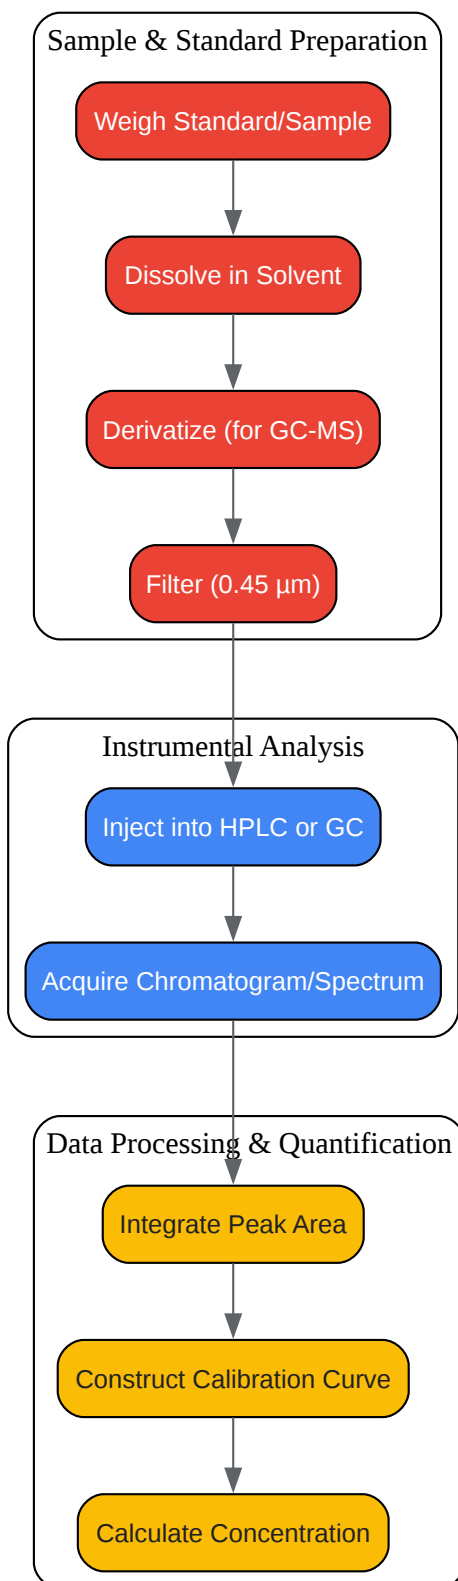 Sample & Standard Preparation
Weigh Standard/Sample
Dissolve in Solvent
Derivatize (for GC-MS)
Filter (0.45 µm)
Instrumental Analysis
Inject into HPLC or GC
Acquire Chromatogram/Spectrum
Data Processing & Quantification
Integrate Peak Area
Construct Calibration Curve
Calculate Concentration